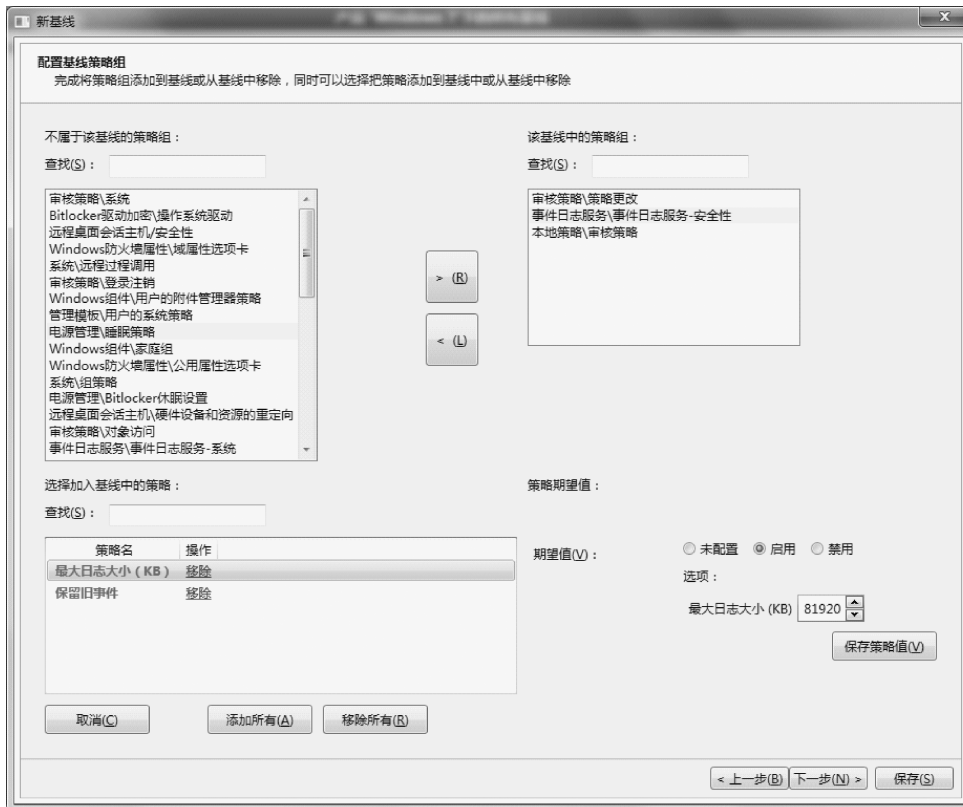 新基线
配置基线策略组
完成将策略组添加到基线或从基线中移除，同时可以选择把策略添加到基线中或从基线中移除
不属于该基线的策略组：
查找(S)：
审核策略\系统
Bitlocker驱动加密\操作系统驱动
远程桌面会话主机/安全性
Windows防火墙属性\域属性选项卡
系统\远程过程调用
审核策略\登录注销
Windows组件\用户的附件管理器策略
管理模板\用户的系统策略
电源管理\睡眠策略
Windows组件\家庭组
Windows防火墙属性\公用属性选项卡
系统\组策略
电源管理\Bitlocker休眠设置
远程桌面会话主机\硬件设备和资源的重定向
审核策略\对象访问
事件日志服务\事件日志服务-系统
> (R)
< (L)
该基线中的策略组：
查找(S)：
审核策略\策略更改
事件日志服务\事件日志服务-安全性
本地策略\审核策略
选择加入基线中的策略：
查找(S)：
策略名 操作
最大日志大小（KB） 移除
保留旧事件 移除
取消(C) 添加所有(A) 移除所有(R)
策略期望值：
期望值(V)： 未配置 启用 禁用
选项：
最大日志大小 (KB) 81920
保存策略值(V)
< 上一步(B) 下一步(N) > 保存(S)